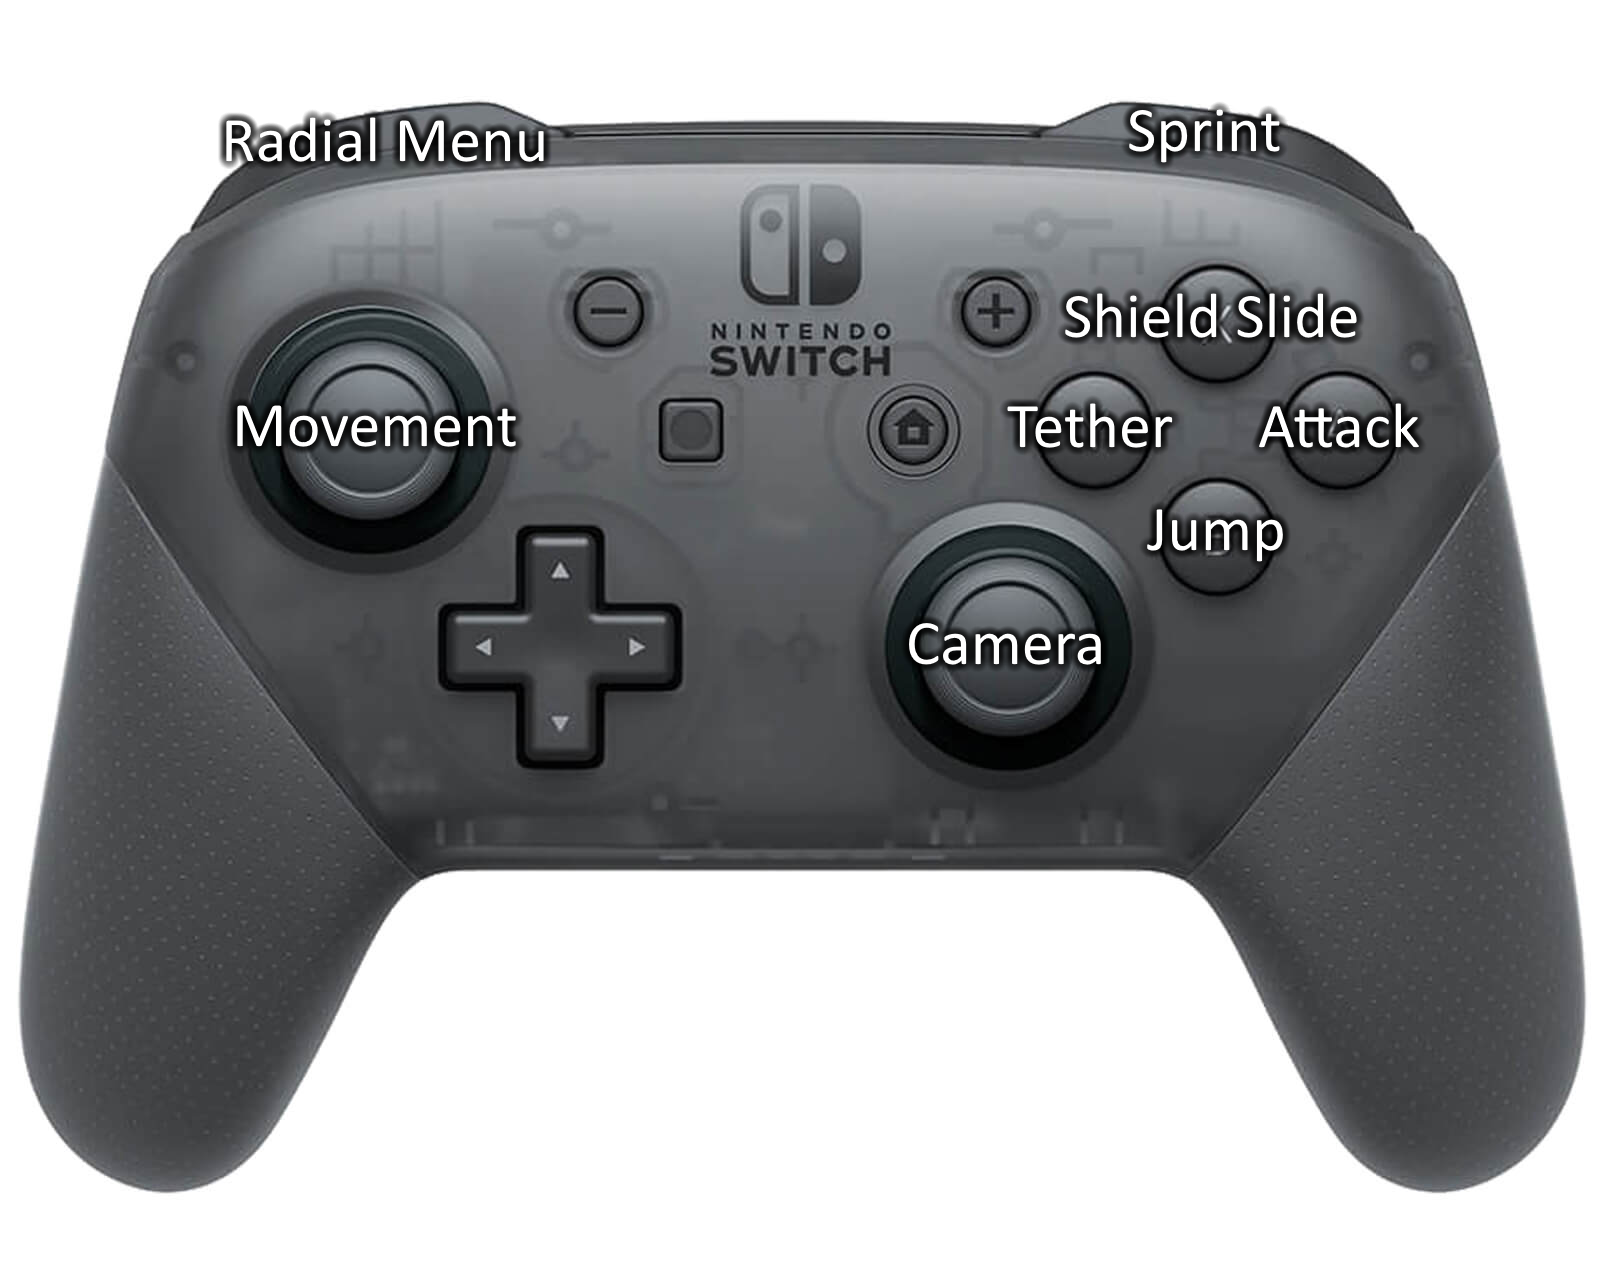 Radial Menu
Sprint
NINTENDO
SWITCH
Shield Slide
Movement
Tether
Attack
Jump
Camera